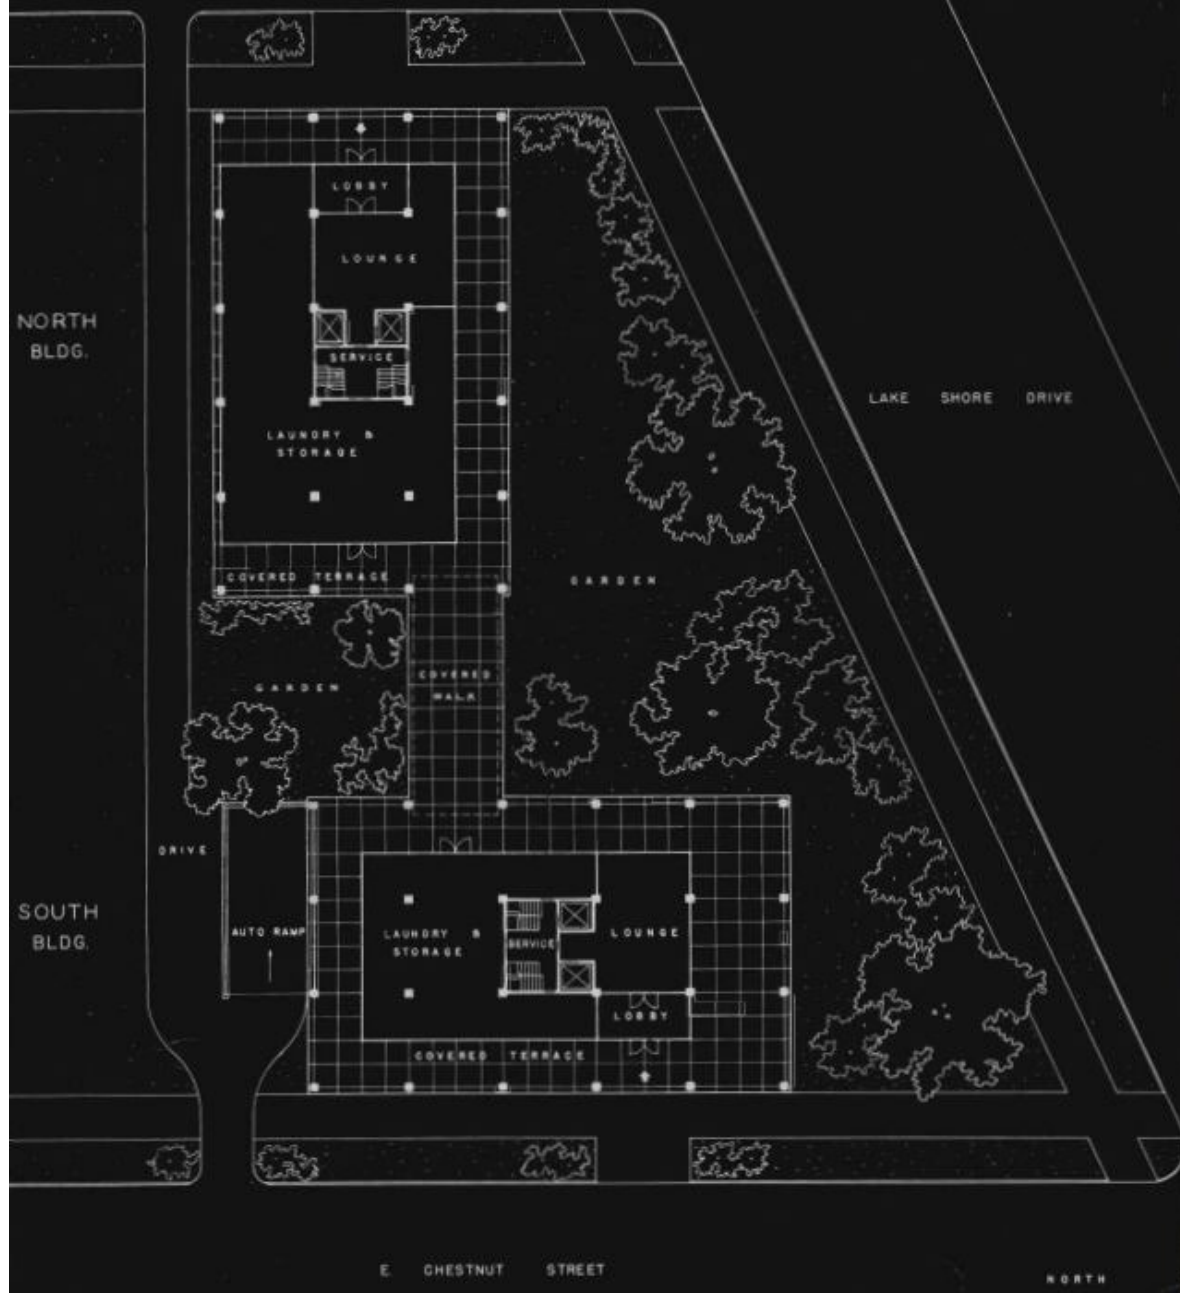 LOBBY
LOUNGE
NORTH
BLDG.
SERVICE
LAKE SHORE DRIVE
LAUNDRY &
STORAGE
COVERED TERRACE
GARDEN
COVERED
WALK
GARDEN
DRIVE
SOUTH
BLDG.
AUTO RAMP
LAUNDRY &
STORAGE
SERVICE
LOUNGE
LOBBY
COVERED TERRACE
E. CHESTNUT STREET
NORTH